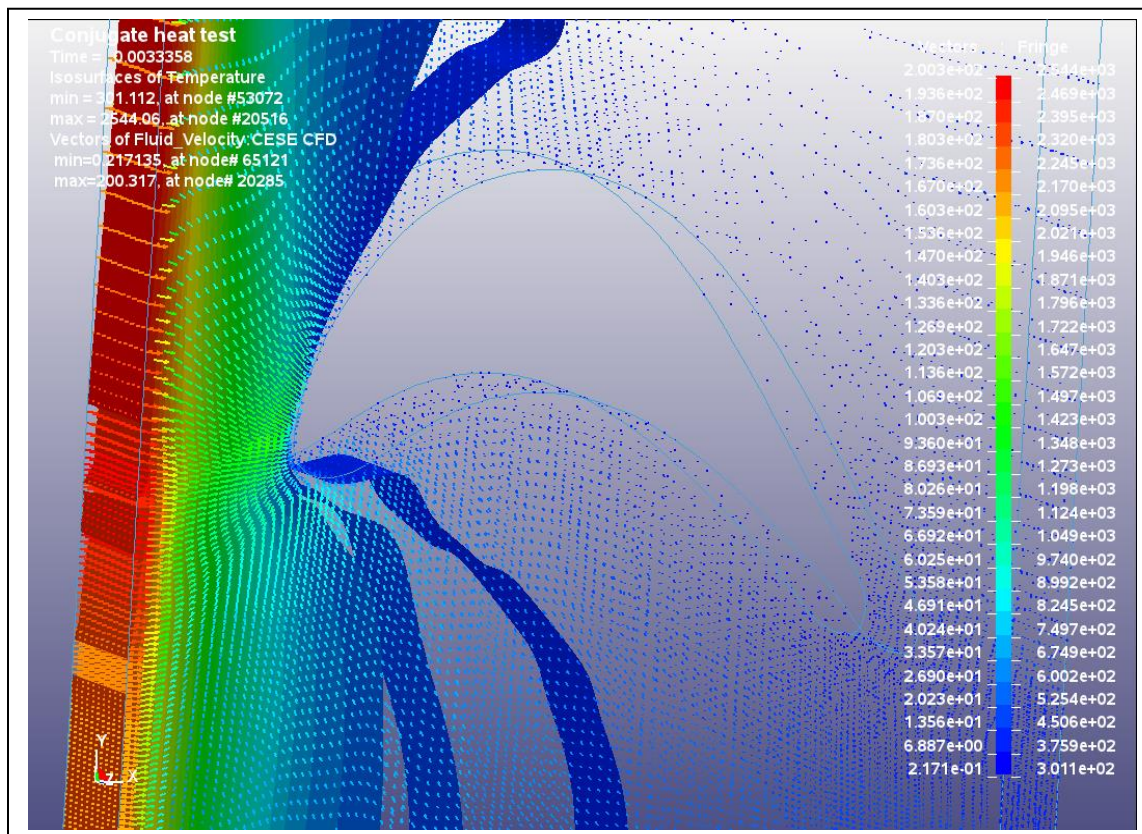 Conjugate heat test
Time = 0.0033358
Isosurfaces of Temperature
min = 301.112, at node #53072
max = 2544.06, at node #20516
Vectors of Fluid_Velocity:CESE CFD
min=0.217135, at node# 65121
max=200.317, at node# 20285
Vectors : Fringe
2.003e+02 2.544e+03
1.936e+02 2.469e+03
1.870e+02 2.395e+03
1.803e+02 2.320e+03
1.736e+02 2.245e+03
1.670e+02 2.170e+03
1.603e+02 2.095e+03
1.536e+02 2.021e+03
1.470e+02 1.946e+03
1.403e+02 1.871e+03
1.336e+02 1.796e+03
1.269e+02 1.722e+03
1.203e+02 1.647e+03
1.136e+02 1.572e+03
1.069e+02 1.497e+03
1.003e+02 1.423e+03
9.360e+01 1.348e+03
8.693e+01 1.273e+03
8.026e+01 1.198e+03
7.359e+01 1.124e+03
6.692e+01 1.049e+03
6.025e+01 9.740e+02
5.358e+01 8.992e+02
4.691e+01 8.245e+02
4.024e+01 7.497e+02
3.357e+01 6.749e+02
2.690e+01 6.002e+02
2.023e+01 5.254e+02
1.356e+01 4.506e+02
6.887e+00 3.759e+02
2.171e-01 3.011e+02
Y
Z X